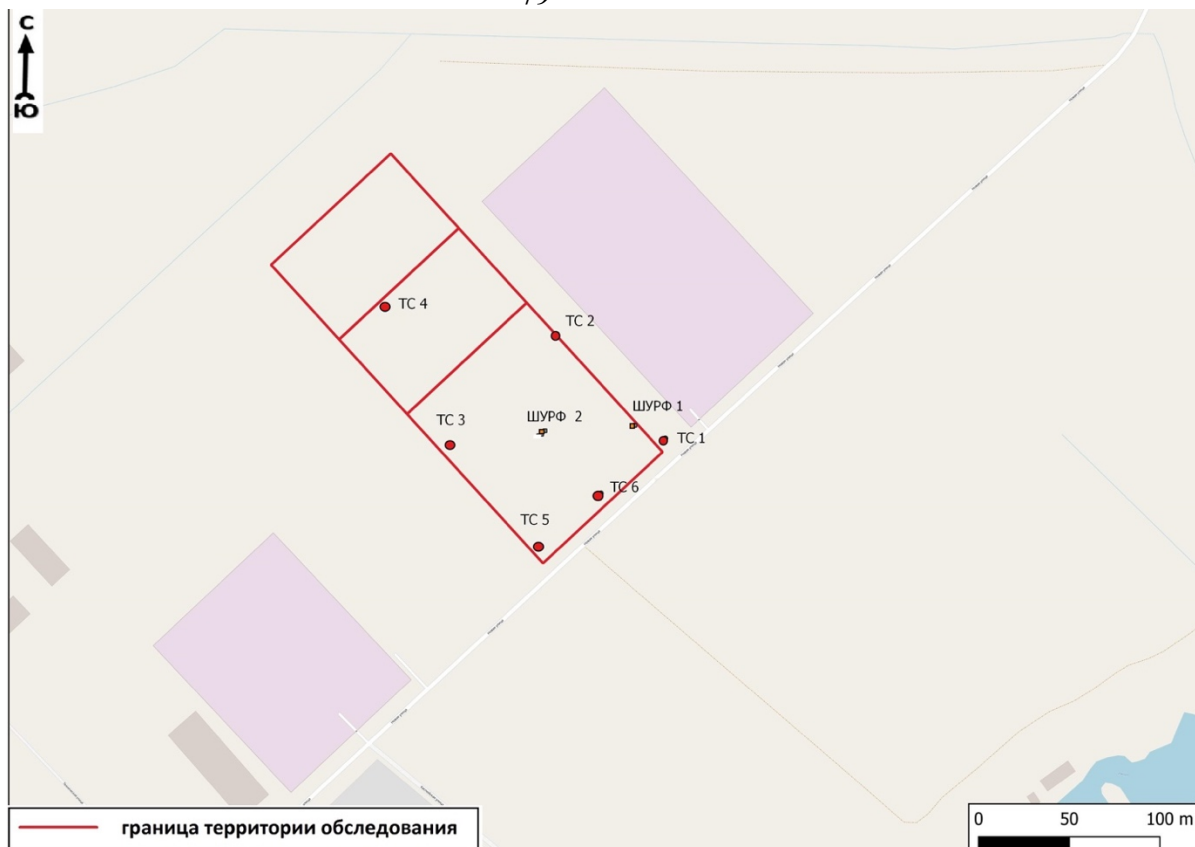 С
Ю
ТС 4
ТС 2
ШУРФ 1
ТС 3
ШУРФ 2
ТС 1
ТС 6
ТС 5
граница территории обследования
0 50 100 m